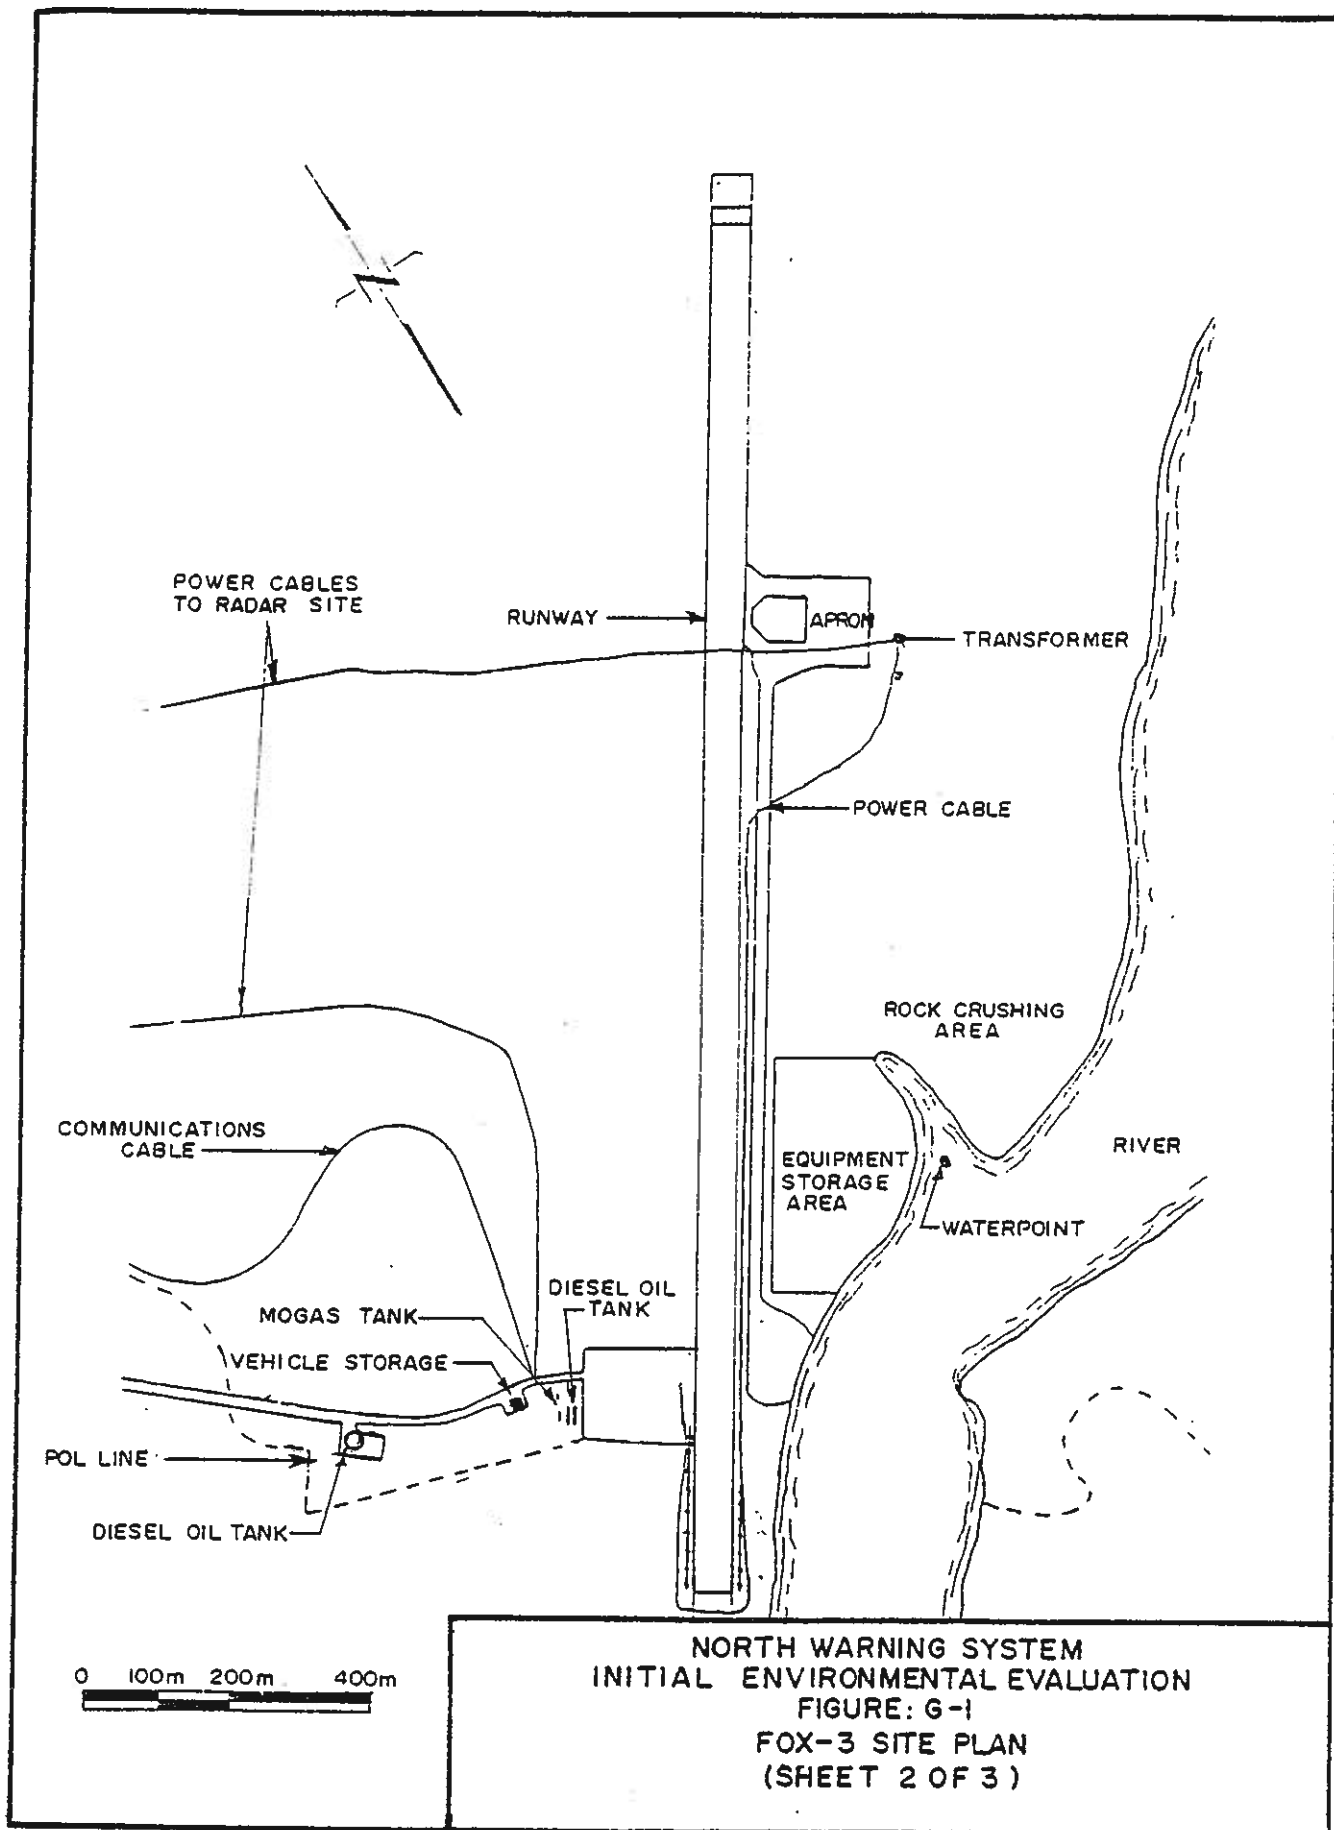 POWER CABLES
TO RADAR SITE
RUNWAY
APRON
TRANSFORMER
POWER CABLE
ROCK CRUSHING
AREA
COMMUNICATIONS
CABLE
RIVER
EQUIPMENT
STORAGE
AREA
WATERPOINT
DIESEL OIL
TANK
MOGAS TANK
VEHICLE STORAGE
POL LINE
DIESEL OIL TANK
0 100m 200m 400m
NORTH WARNING SYSTEM
INITIAL ENVIRONMENTAL EVALUATION
FIGURE: G-1
FOX-3 SITE PLAN
(SHEET 2 OF 3)